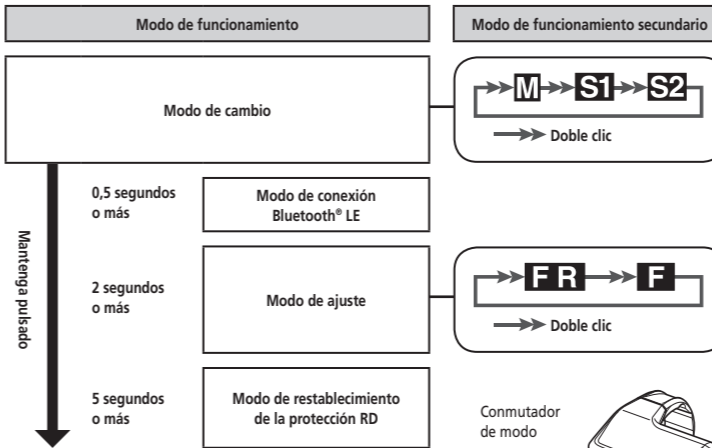 Modo de funcionamiento
Modo de funcionamiento secundario
Modo de cambio
M S1 S2
Doble clic
Mantenga pulsado
0,5 segundos
o más
Modo de conexión
Bluetooth® LE
2 segundos
o más
Modo de ajuste
F R F
Doble clic
5 segundos
o más
Modo de restablecimiento
de la protección RD
Conmutador
de modo